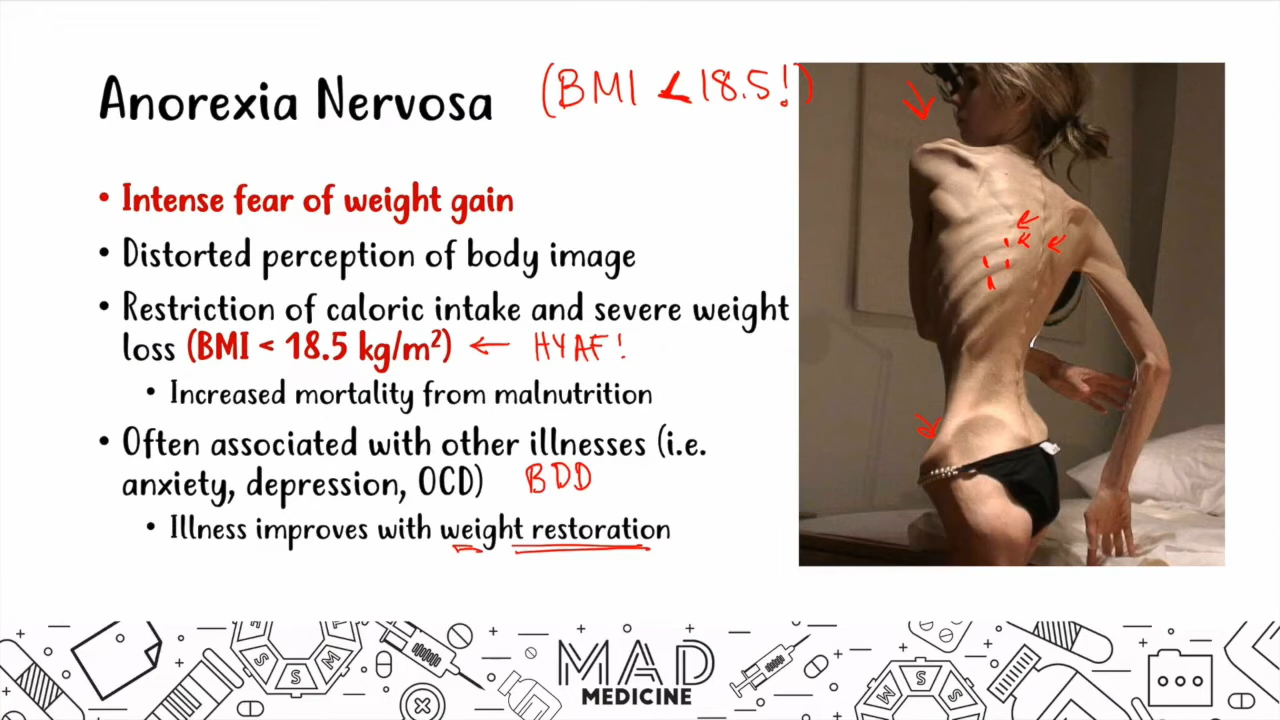 Anorexia Nervosa (BMI < 18.5!)
• Intense fear of weight gain
• Distorted perception of body image
• Restriction of caloric intake and severe weight
loss (BMI < 18.5 kg/m²) ← HYAF!
• Increased mortality from malnutrition
• Often associated with other illnesses (i.e.
anxiety, depression, OCD) BDD
• Illness improves with weight restoration
MAD
MEDICINE
S
S
M
M
S
S